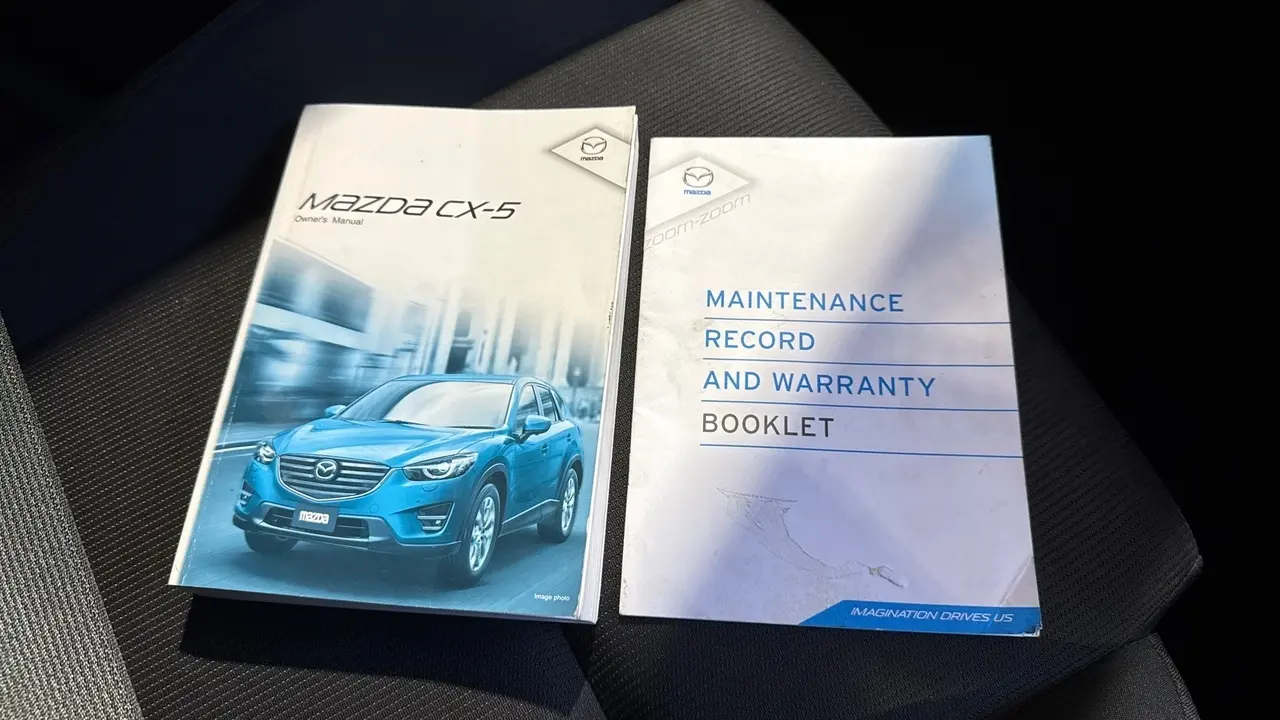 mazda
MAZDA CX-5
Owner's Manual
mazda
Image photo
mazda
zoom-zoom
MAINTENANCE
RECORD
AND WARRANTY
BOOKLET
IMAGINATION DRIVES US